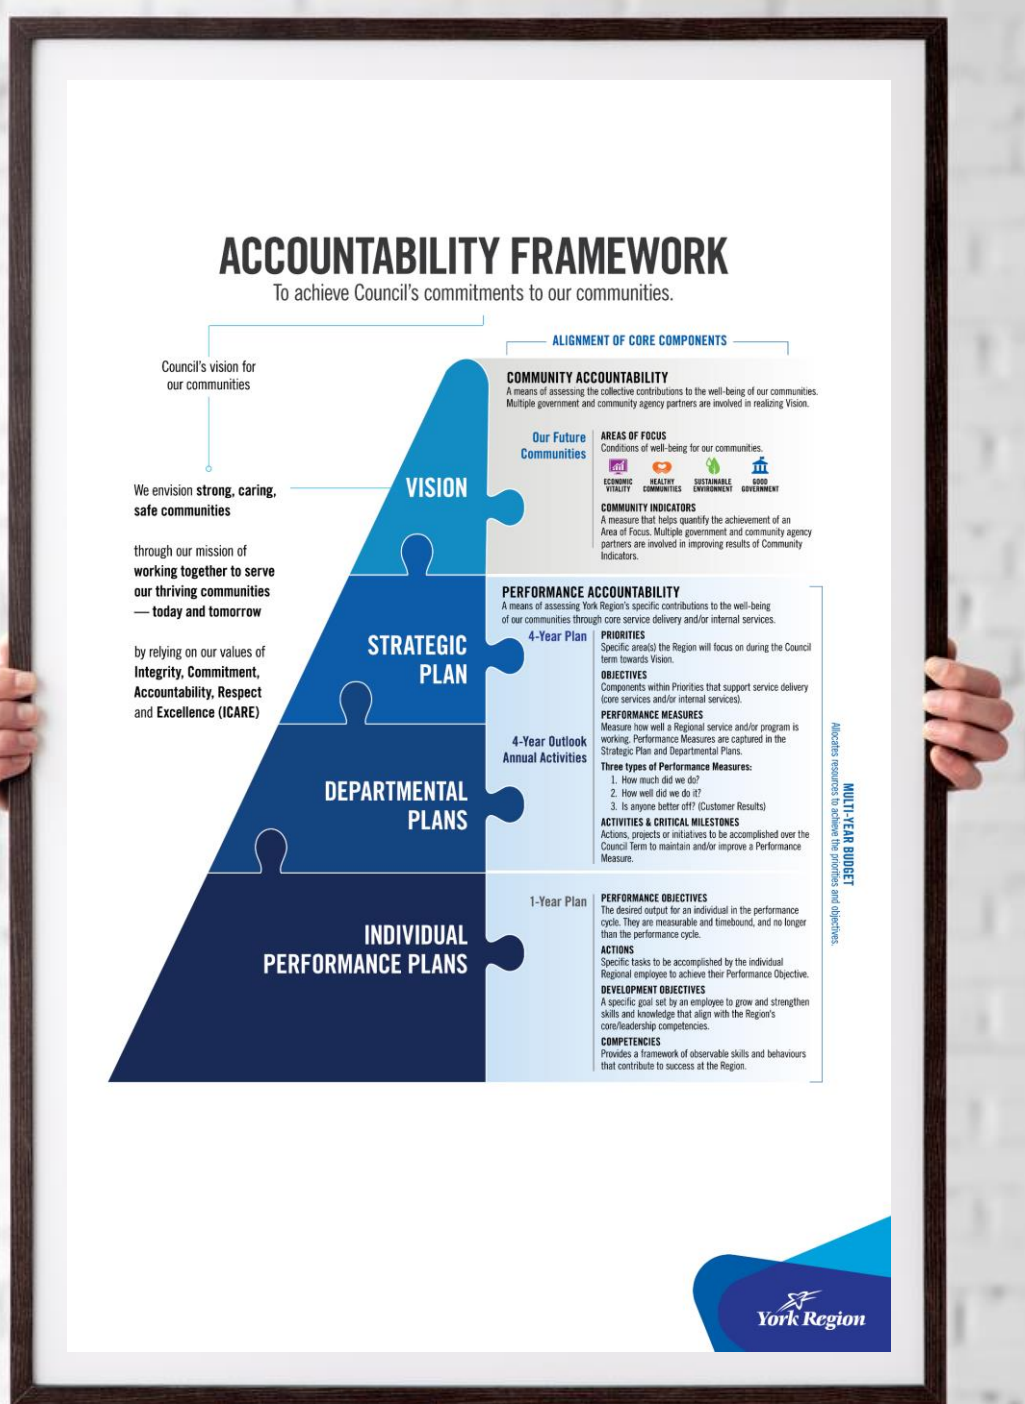 ACCOUNTABILITY FRAMEWORK
To achieve Council's commitments to our communities.
Council's vision for
our communities
We envision strong, caring,
safe communities
through our mission of
working together to serve
our thriving communities
— today and tomorrow
by relying on our values of
Integrity, Commitment,
Accountability, Respect
and Excellence (ICARE)
VISION
STRATEGIC
PLAN
DEPARTMENTAL
PLANS
INDIVIDUAL
PERFORMANCE PLANS
ALIGNMENT OF CORE COMPONENTS
COMMUNITY ACCOUNTABILITY
A means of assessing the collective contributions to the well-being of our communities.
Multiple government and community agency partners are involved in realizing Vision.
Our Future
Communities
AREAS OF FOCUS
Conditions of well-being for our communities.
ECONOMIC
VITALITY
HEALTHY
COMMUNITIES
SUSTAINABLE
ENVIRONMENT
GOOD
GOVERNMENT
COMMUNITY INDICATORS
A measure that helps quantify the achievement of an
Area of Focus. Multiple government and community agency
partners are involved in improving results of Community
Indicators.
PERFORMANCE ACCOUNTABILITY
A means of assessing York Region's specific contributions to the well-being
of our communities through core service delivery and/or internal services.
4-Year Plan
PRIORITIES
Specific area(s) the Region will focus on during the Council
term towards Vision.
OBJECTIVES
Components within Priorities that support service delivery
(core services and/or internal services).
PERFORMANCE MEASURES
Measure how well a Regional service and/or program is
working. Performance Measures are captured in the
Strategic Plan and Departmental Plans.
4-Year Outlook
Annual Activities
Three types of Performance Measures:
1. How much did we do?
2. How well did we do it?
3. Is anyone better off? (Customer Results)
ACTIVITIES & CRITICAL MILESTONES
Actions, projects or initiatives to be accomplished over the
Council Term to maintain and/or improve a Performance
Measure.
1-Year Plan
PERFORMANCE OBJECTIVES
The desired output for an individual in the performance
cycle. They are measurable and timebound, and no longer
than the performance cycle.
ACTIONS
Specific tasks to be accomplished by the individual
Regional employee to achieve their Performance Objective.
DEVELOPMENT OBJECTIVES
A specific goal set by an employee to grow and strengthen
skills and knowledge that align with the Region's
core/leadership competencies.
COMPETENCIES
Provides a framework of observable skills and behaviours
that contribute to success at the Region.
MULTI-YEAR BUDGET
Allocates resources to achieve the priorities and objectives.
York Region